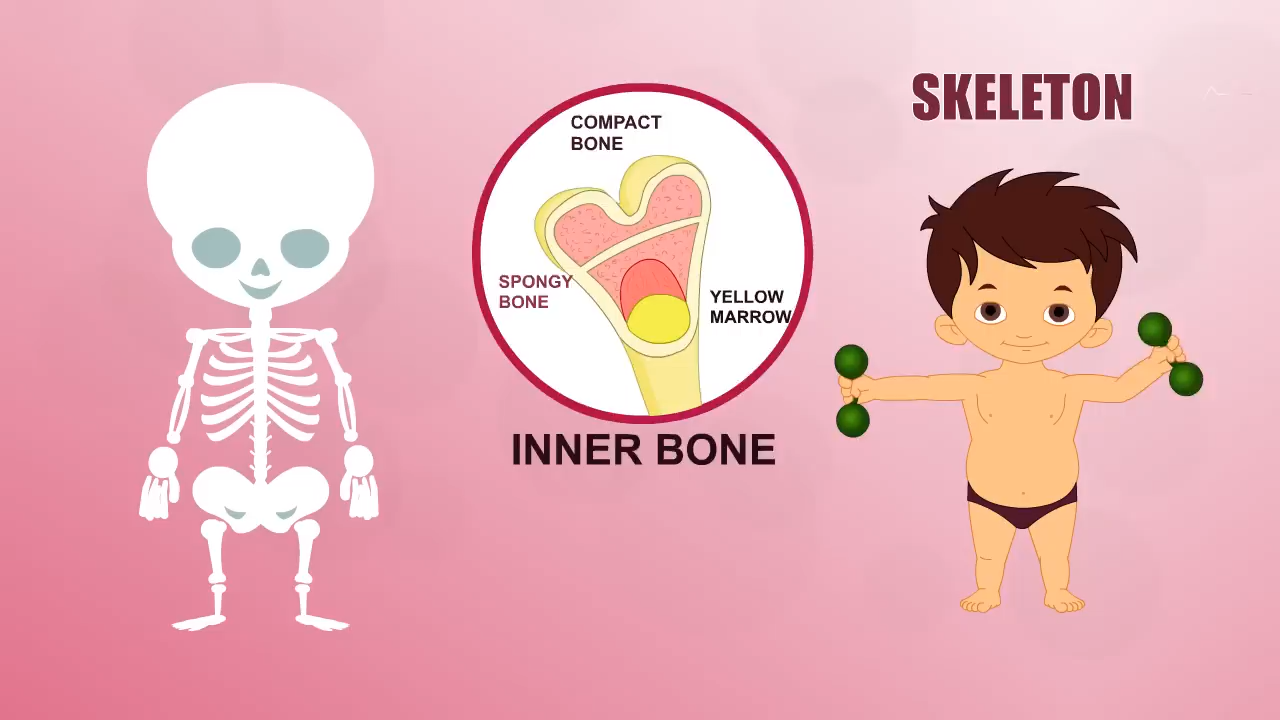 SKELETON
COMPACT
BONE
SPONGY
BONE
YELLOW
MARROW
INNER BONE